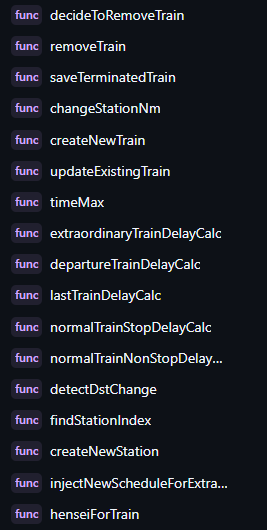 func decideToRemoveTrain
func removeTrain
func saveTerminatedTrain
func changeStationNm
func createNewTrain
func updateExistingTrain
func timeMax
func extraordinaryTrainDelayCalc
func departureTrainDelayCalc
func lastTrainDelayCalc
func normalTrainStopDelayCalc
func normalTrainNonStopDelay...
func detectDstChange
func findStationIndex
func createNewStation
func injectNewScheduleForExtra...
func henseiForTrain